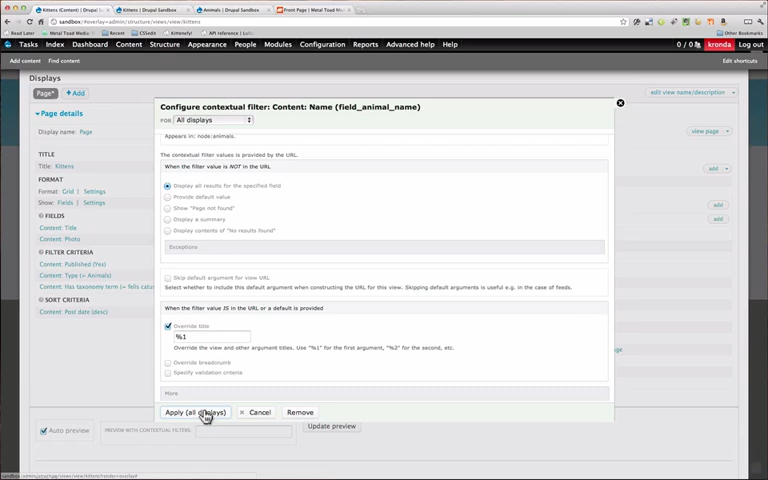 Kittens (Content) | Drupal Sa
Kittens | Drupal Sandbox
Animals | Drupal Sandbox
Front Page | Metal Toad Med
sandbox/#overlay=admin/structure/views/view/kittens
Read Later
Metal Toad Media
Recent
CSSedit
Kittenefy!
API reference | Lulli
Other Bookmarks
Tasks Index Dashboard Content Structure Appearance People Modules Configuration Reports Advanced help
0 / 0
kronda
Log out
Add content Find content
Edit shortcuts
Displays
Page*
Add
edit view name/description
Page details
Display name: Page
view page
TITLE
Title: Kittens
FORMAT
Format: Grid | Settings
Show: Fields | Settings
FIELDS
Content: Title
Content: Photo
FILTER CRITERIA
Content: Published (Yes)
Content: Type (= Animals)
Content: Has taxonomy term (= felis catus
SORT CRITERIA
Content: Post date (desc)
add
add
add
Configure contextual filter: Content: Name (field_animal_name)
FOR All displays
Appears in: node:animals.
The contextual filter values is provided by the URL.
When the filter value IS NOT in the URL
Display all results for the specified field
Provide default value
Show "Page not found"
Display a summary
Display contents of "No results found"
Exceptions
Skip default argument for view URL
Select whether to include this default argument when constructing the URL for this view. Skipping default arguments is useful e.g. in the case of feeds.
When the filter value IS in the URL or a default is provided
Override title
%1
Override the view and other argument titles. Use "%1" for the first argument, "%2" for the second, etc.
Override breadcrumb
Specify validation criteria
More
Apply (all displays)
Cancel
Remove
Auto preview
PREVIEW WITH CONTEXTUAL FILTERS:
Update preview